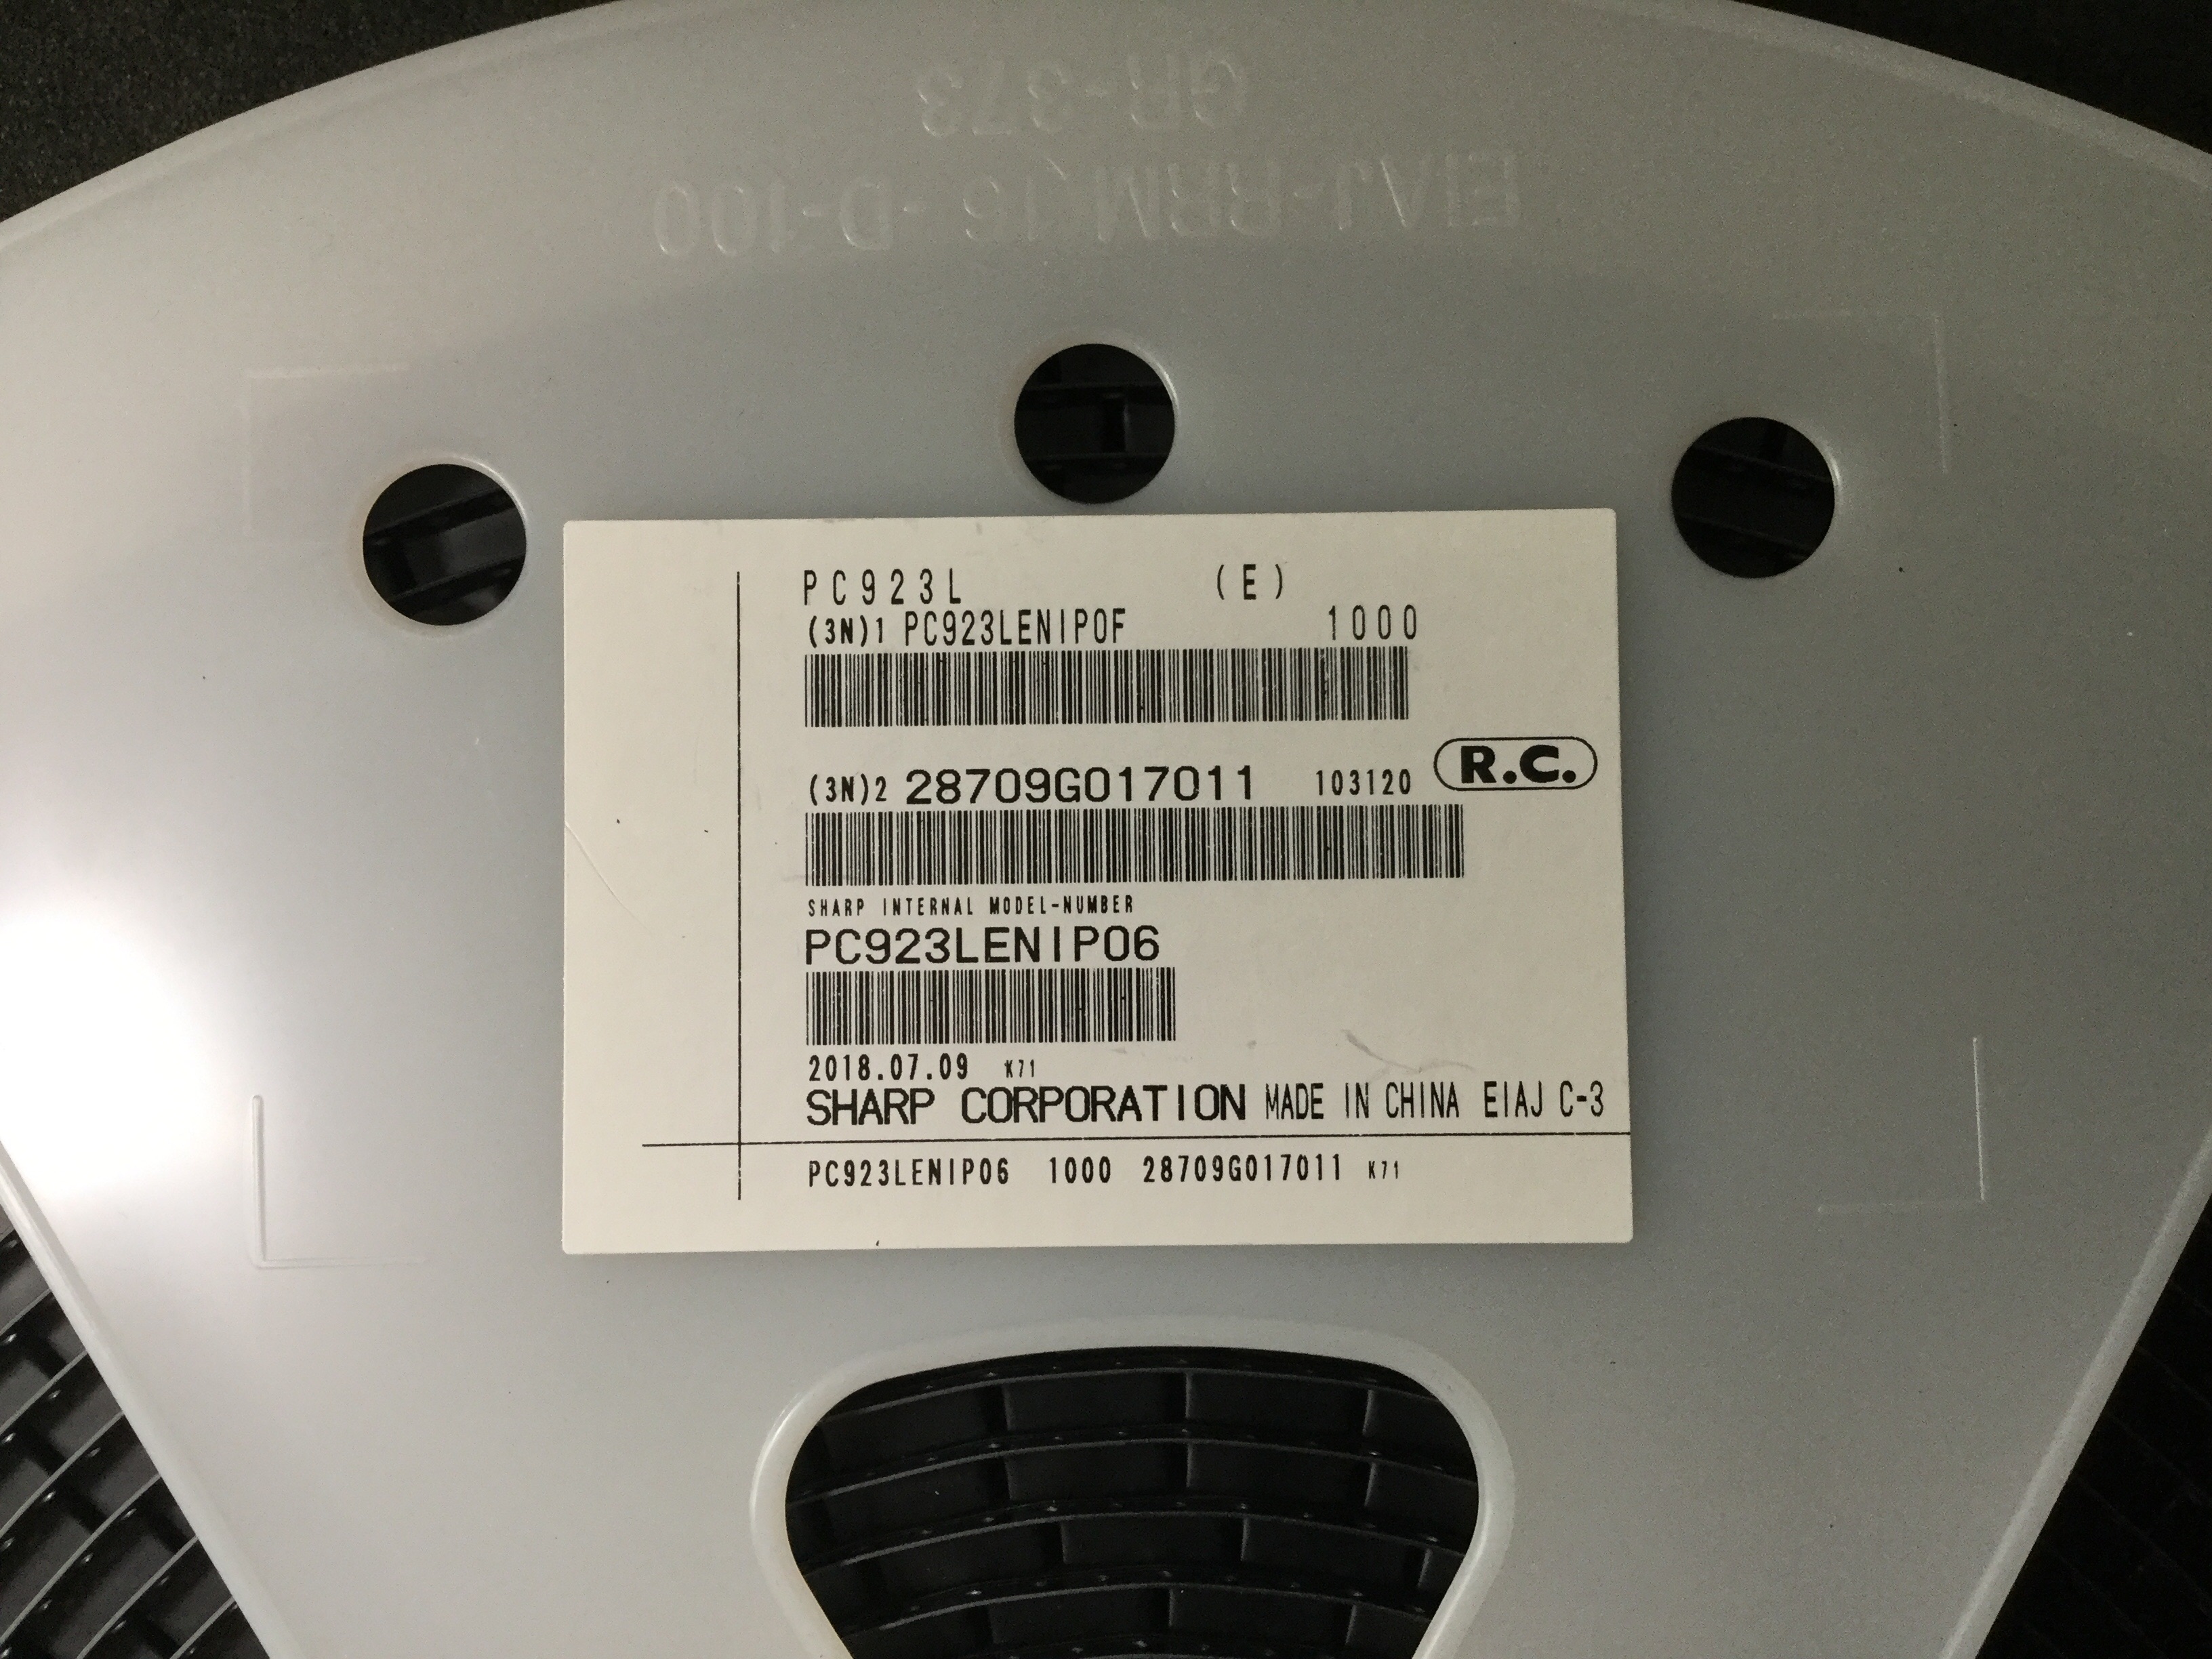 GR-373
EIAJ-RRM 16 -D-100
PC923L (E)
(3N)1 PC923LENIP0F 1000
(3N)2 28709G017011 103120 R.C.
SHARP INTERNAL MODEL-NUMBER
PC923LENIP06
2018.07.09 K71
SHARP CORPORATION MADE IN CHINA EIAJ C-3
PC923LENIP06 1000 28709G017011 K71